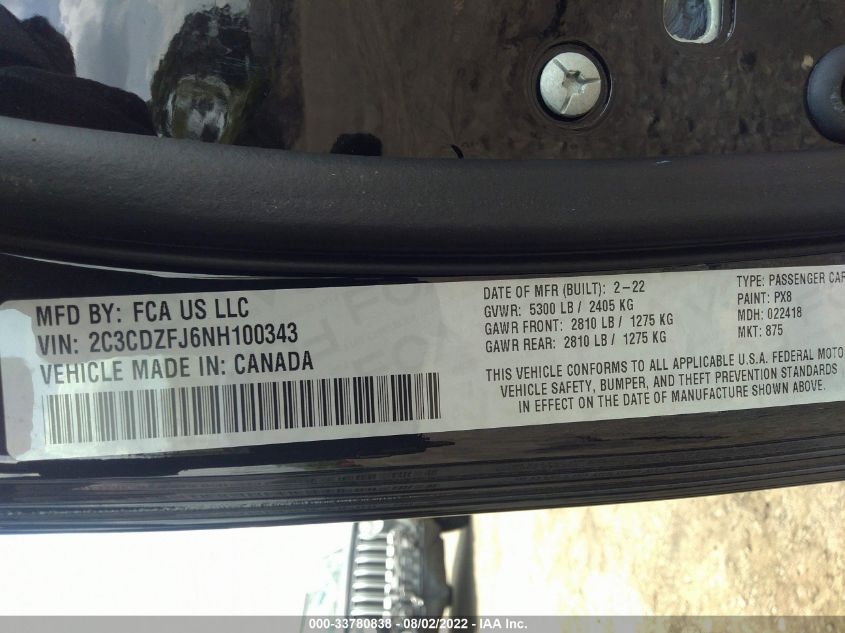 MFD BY: FCA US LLC
VIN: 2C3CDZFJ6NH100343
VEHICLE MADE IN: CANADA
DATE OF MFR (BUILT): 2-22
GVWR: 5300 LB / 2405 KG
GAWR FRONT: 2810 LB / 1275 KG
GAWR REAR: 2810 LB / 1275 KG
TYPE: PASSENGER CAR
PAINT: PX8
MDH: 022418
MKT: 875
THIS VEHICLE CONFORMS TO ALL APPLICABLE U.S.A. FEDERAL MOTO
VEHICLE SAFETY, BUMPER, AND THEFT PREVENTION STANDARDS
IN EFFECT ON THE DATE OF MANUFACTURE SHOWN ABOVE.
000-33780838 - 08/02/2022 - IAA Inc.